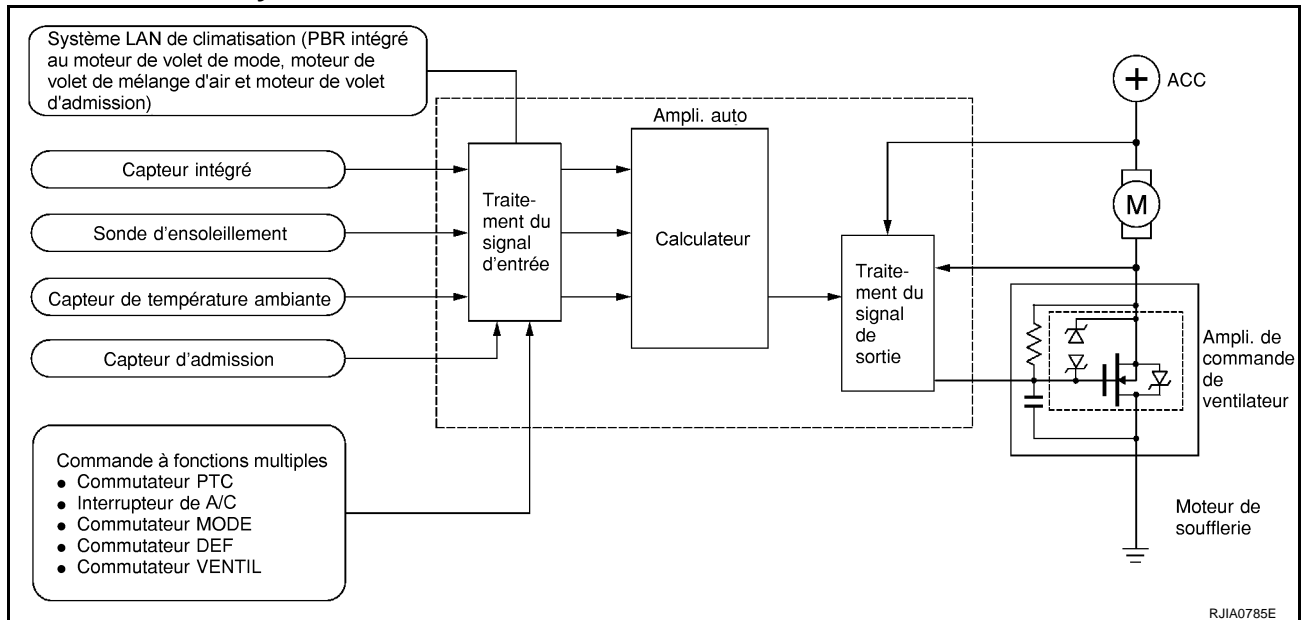 Système LAN de climatisation (PBR intégré
au moteur de volet de mode, moteur de
volet de mélange d'air et moteur de volet
d'admission)
Capteur intégré
Sonde d'ensoleillement
Capteur de température ambiante
Capteur d'admission
Commande à fonctions multiples
● Commutateur PTC
● Interrupteur de A/C
● Commutateur MODE
● Commutateur DEF
● Commutateur VENTIL
Traite-
ment du
signal
d'entrée
Ampli. auto
Calculateur
Traite-
ment du
signal
de
sortie
+ ACC
M
Ampli. de
commande
de
ventilateur
Moteur de
soufflerie
RJIA0785E